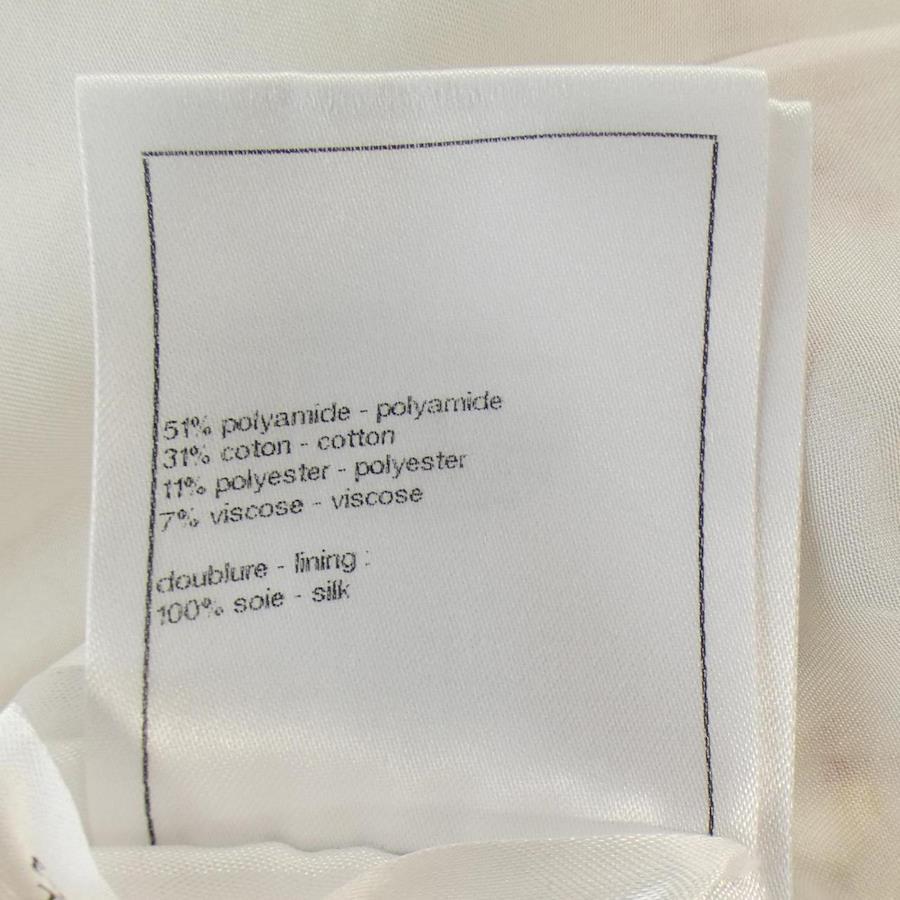 51% polyamide - polyamide
31% coton - cotton
11% polyester - polyester
7% viscose - viscose
doublure - lining :
100% soie - silk